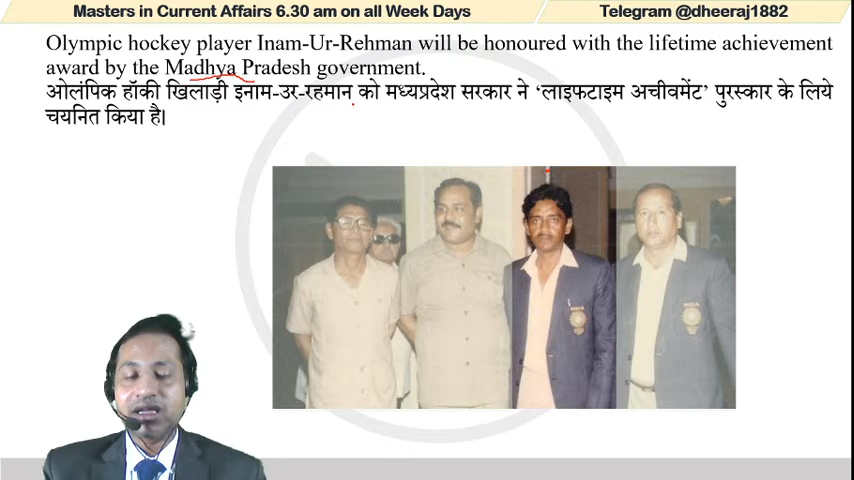 Masters in Current Affairs 6.30 am on all Week Days
Telegram @dheeraj1882
Olympic hockey player Inam-Ur-Rehman will be honoured with the lifetime achievement
award by the Madhya Pradesh government.
ओलंपिक हॉकी खिलाड़ी इनाम-उर-रहमान को मध्यप्रदेश सरकार ने ‘लाइफटाइम अचीवमेंट’ पुरस्कार के लिये
चयनित किया है।
INDIA